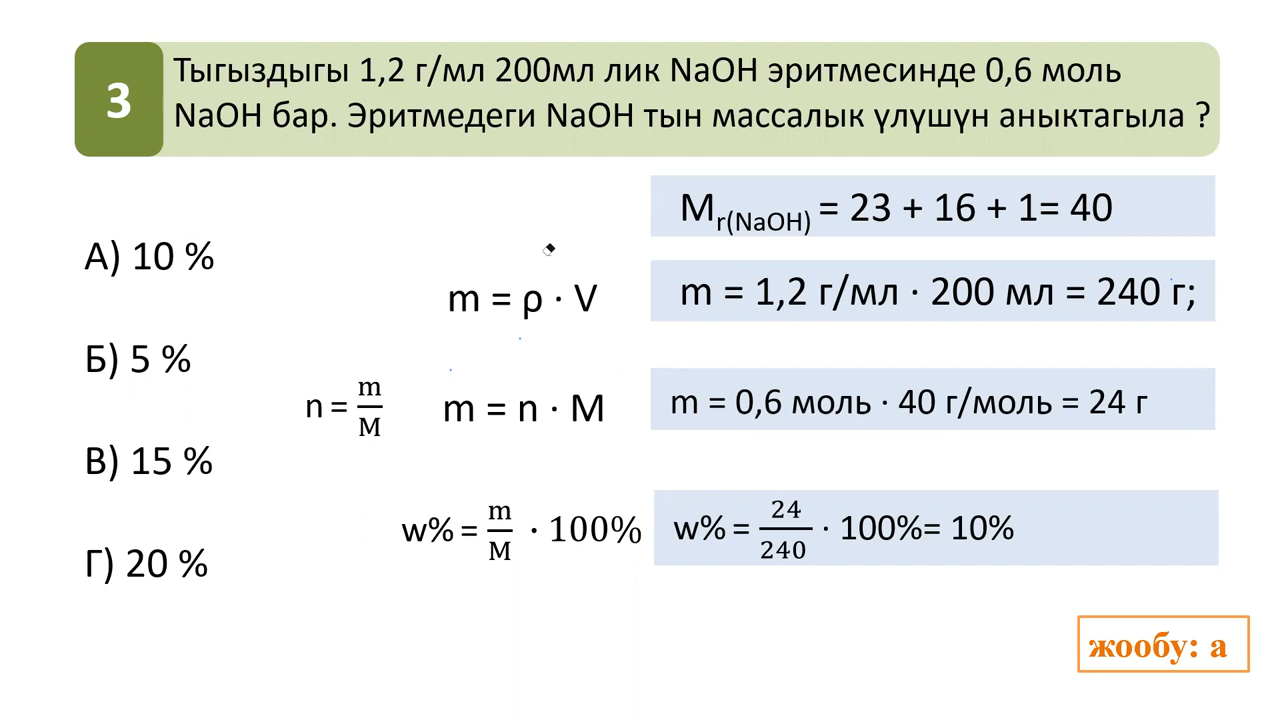 3
Тыгыздыгы 1,2 г/мл 200мл лик NaOH эритмесинде 0,6 моль
NaOH бар. Эритмедеги NaOH тын массалык үлүшүн аныктагыла ?
M r(NaOH) = 23 + 16 + 1= 40
А) 10 %
m = ρ · V
m = 1,2 г/мл · 200 мл = 240 г;
Б) 5 %
n = m/M
m = n · M
m = 0,6 моль · 40 г/моль = 24 г
В) 15 %
w% = m/M · 100%
w% = 24/240 · 100%= 10%
Г) 20 %
жообу: а